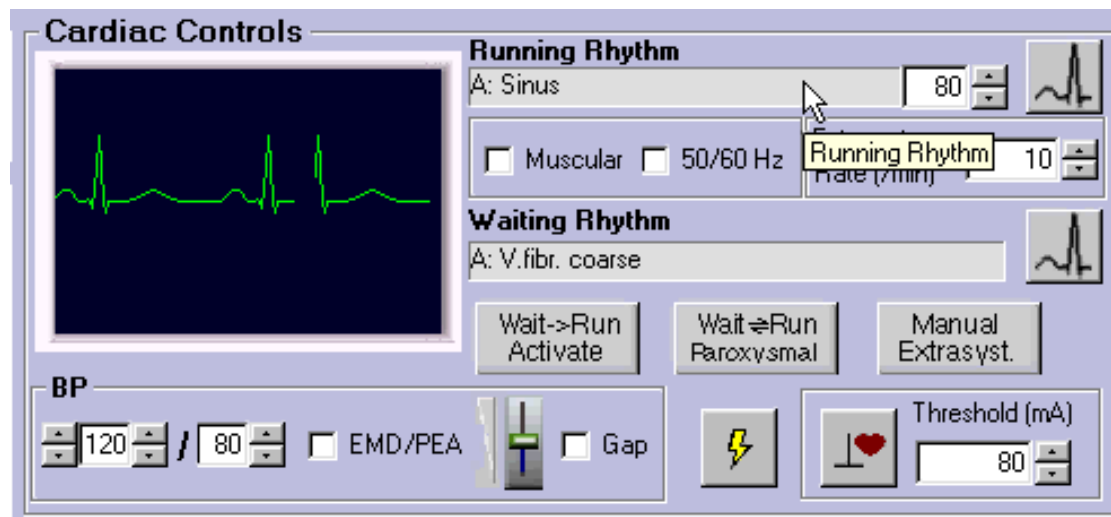 Cardiac Controls
Running Rhythm
A: Sinus 80
Muscular 50/60 Hz
Running Rhythm
Rate (/min) 10
Waiting Rhythm
A: V.fibr. coarse
Wait->Run
Activate
Wait⇌Run
Paroxysmal
Manual
Extrasyst.
BP
120 / 80
EMD/PEA
Gap
Threshold (mA)
80